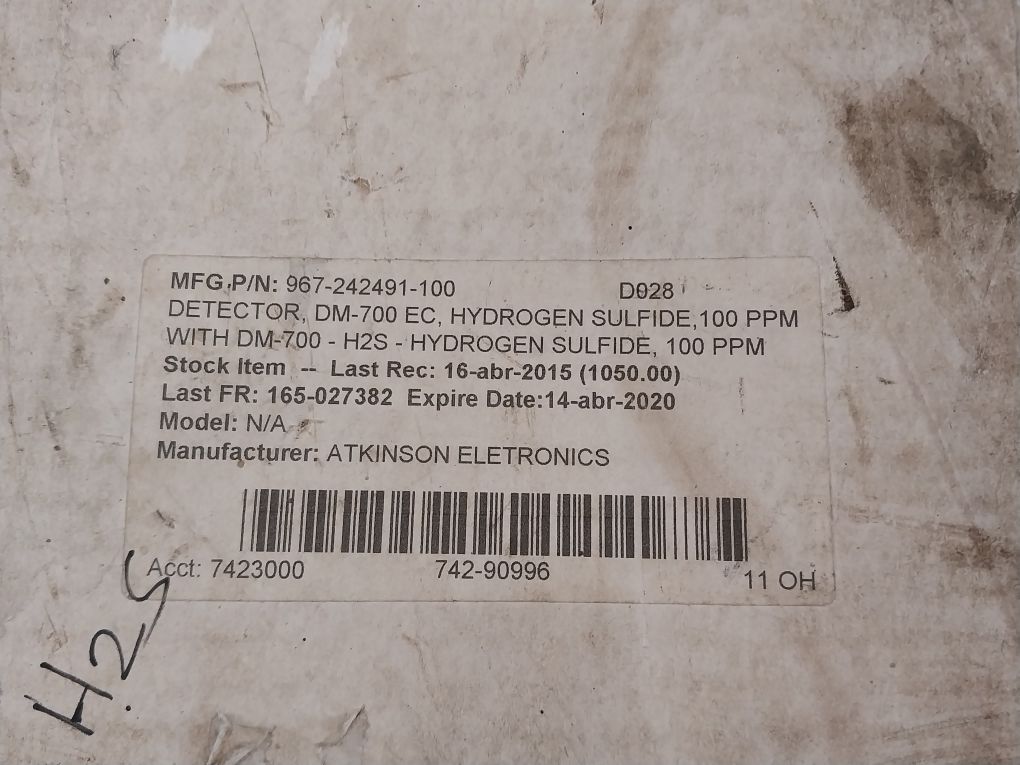 MFG P/N: 967-242491-100 D028
DETECTOR, DM-700 EC, HYDROGEN SULFIDE,100 PPM
WITH DM-700 - H2S - HYDROGEN SULFIDE, 100 PPM
Stock Item -- Last Rec: 16-abr-2015 (1050.00)
Last FR: 165-027382 Expire Date:14-abr-2020
Model: N/A
Manufacturer: ATKINSON ELETRONICS
Acct: 7423000 742-90996 11 OH
H2S